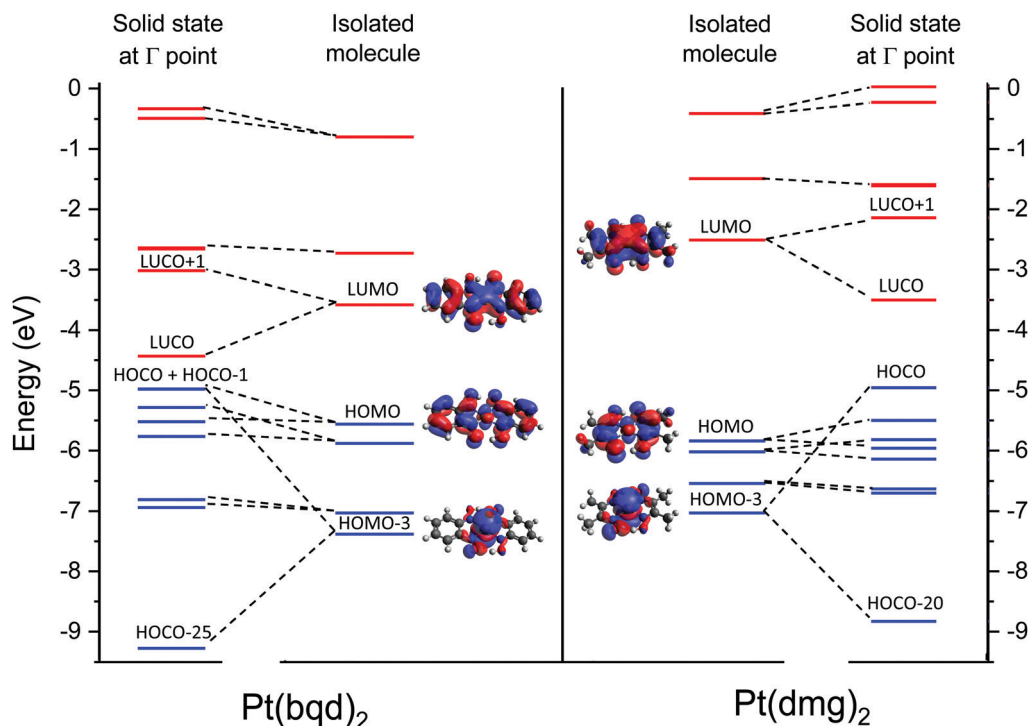 Solid state
at Γ point
Isolated
molecule
Isolated
molecule
Solid state
at Γ point
Energy (eV)
0
-1
-2
-3
-4
-5
-6
-7
-8
-9
LUCO+1
LUCO
HOCO + HOCO-1
HOCO-25
LUMO
HOMO
HOMO-3
LUMO
HOMO
HOMO-3
LUCO+1
LUCO
HOCO
HOCO-20
0
-1
-2
-3
-4
-5
-6
-7
-8
-9
Pt(bqd)₂
Pt(dmg)₂